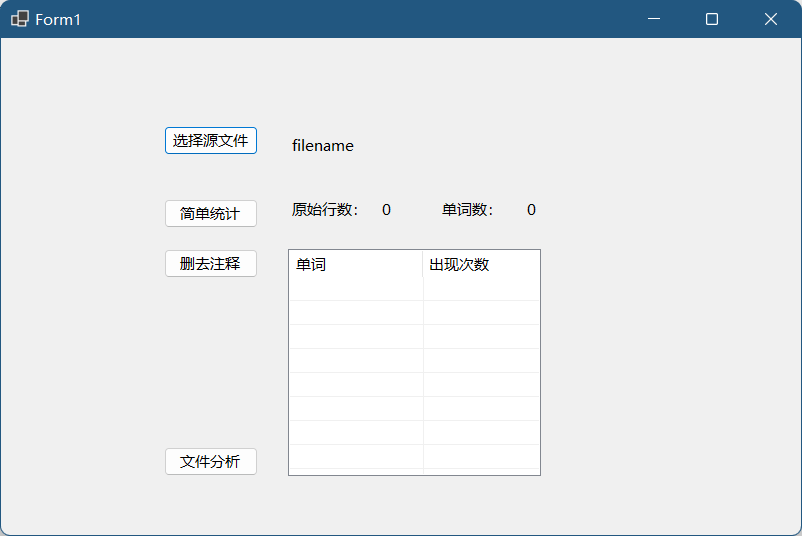 Form1
选择源文件 filename
简单统计 原始行数： 0 单词数： 0
删去注释
单词 出现次数
文件分析